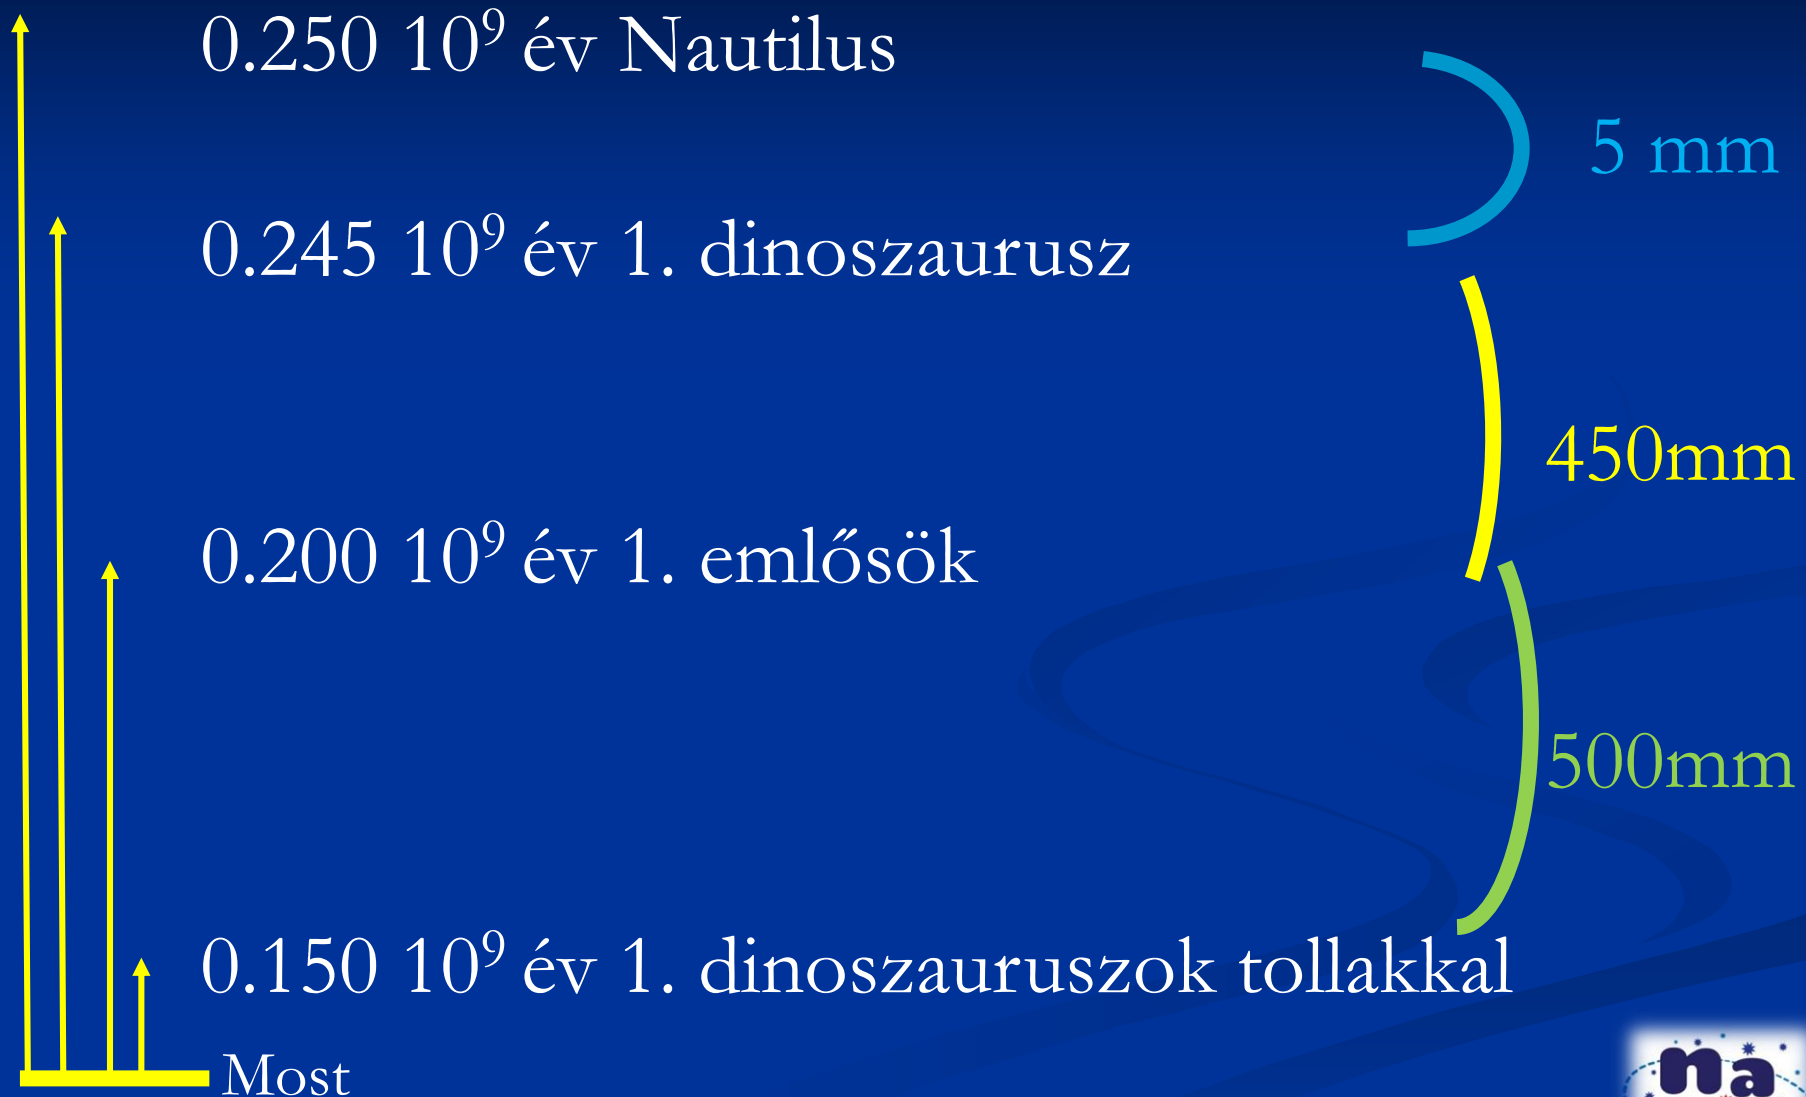 0.250 10⁹ év Nautilus
5 mm
0.245 10⁹ év 1. dinoszaurusz
450mm
0.200 10⁹ év 1. emlősök
500mm
0.150 10⁹ év 1. dinoszauruszok tollakkal
Most
na